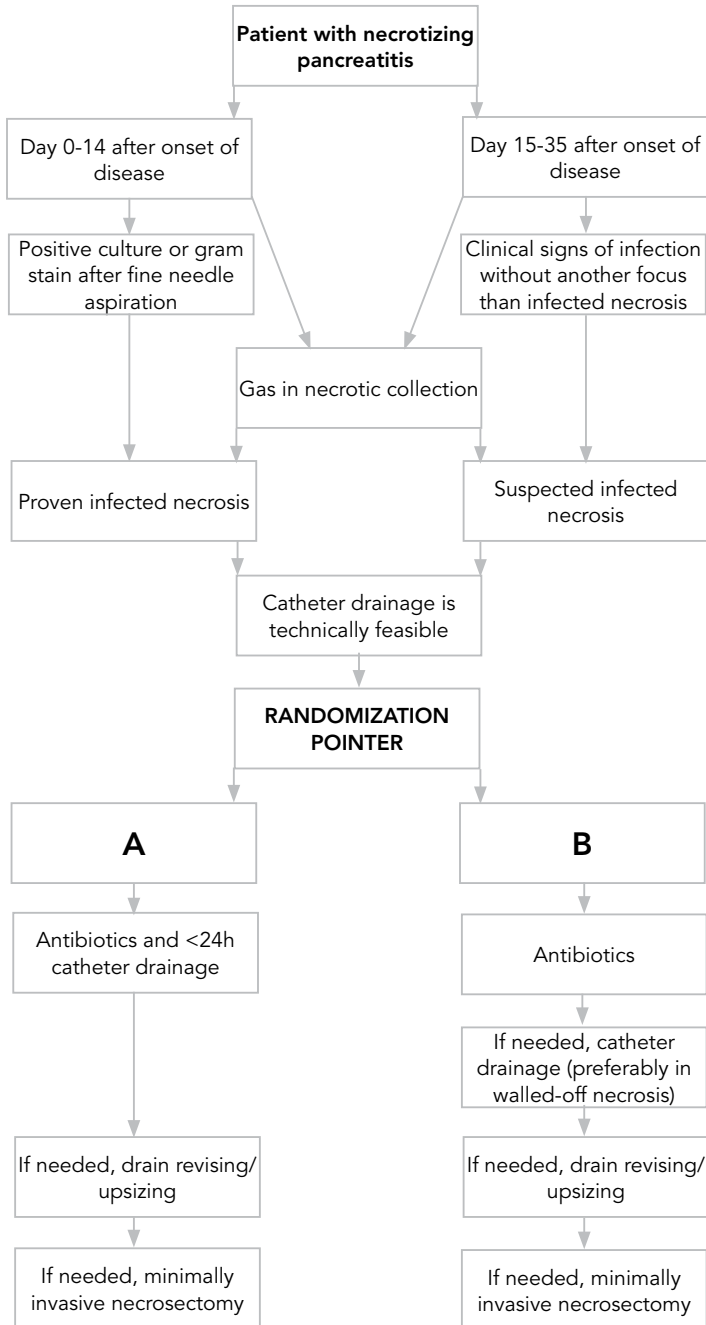 Patient with necrotizing
pancreatitis
Day 0-14 after onset of
disease
Day 15-35 after onset of
disease
Positive culture or gram
stain after fine needle
aspiration
Clinical signs of infection
without another focus
than infected necrosis
Gas in necrotic collection
Proven infected necrosis
Suspected infected
necrosis
Catheter drainage is
technically feasible
RANDOMIZATION
POINTER
A
B
Antibiotics and <24h
catheter drainage
Antibiotics
If needed, catheter
drainage (preferably in
walled-off necrosis)
If needed, drain revising/
upsizing
If needed, drain revising/
upsizing
If needed, minimally
invasive necrosectomy
If needed, minimally
invasive necrosectomy